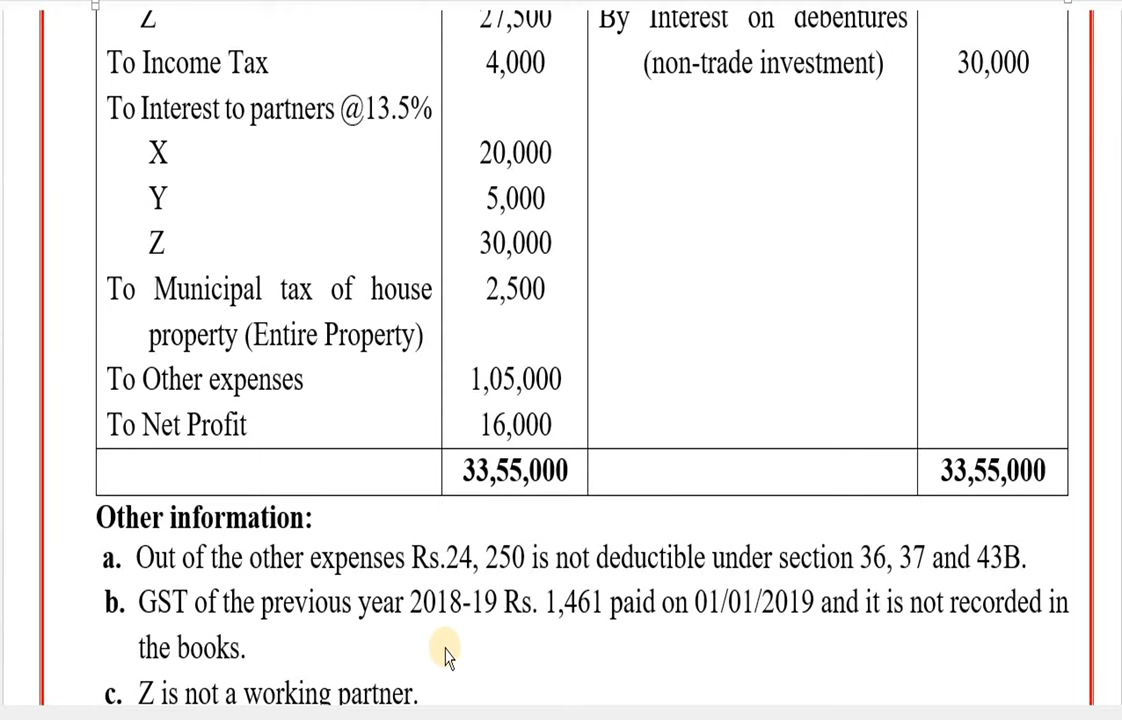 Z 27,500 By Interest on debentures
To Income Tax 4,000 (non-trade investment) 30,000
To Interest to partners @13.5%
X 20,000
Y 5,000
Z 30,000
To Municipal tax of house 2,500
property (Entire Property)
To Other expenses 1,05,000
To Net Profit 16,000
33,55,000 33,55,000
Other information:
a. Out of the other expenses Rs.24, 250 is not deductible under section 36, 37 and 43B.
b. GST of the previous year 2018-19 Rs. 1,461 paid on 01/01/2019 and it is not recorded in
the books.
c. Z is not a working partner.